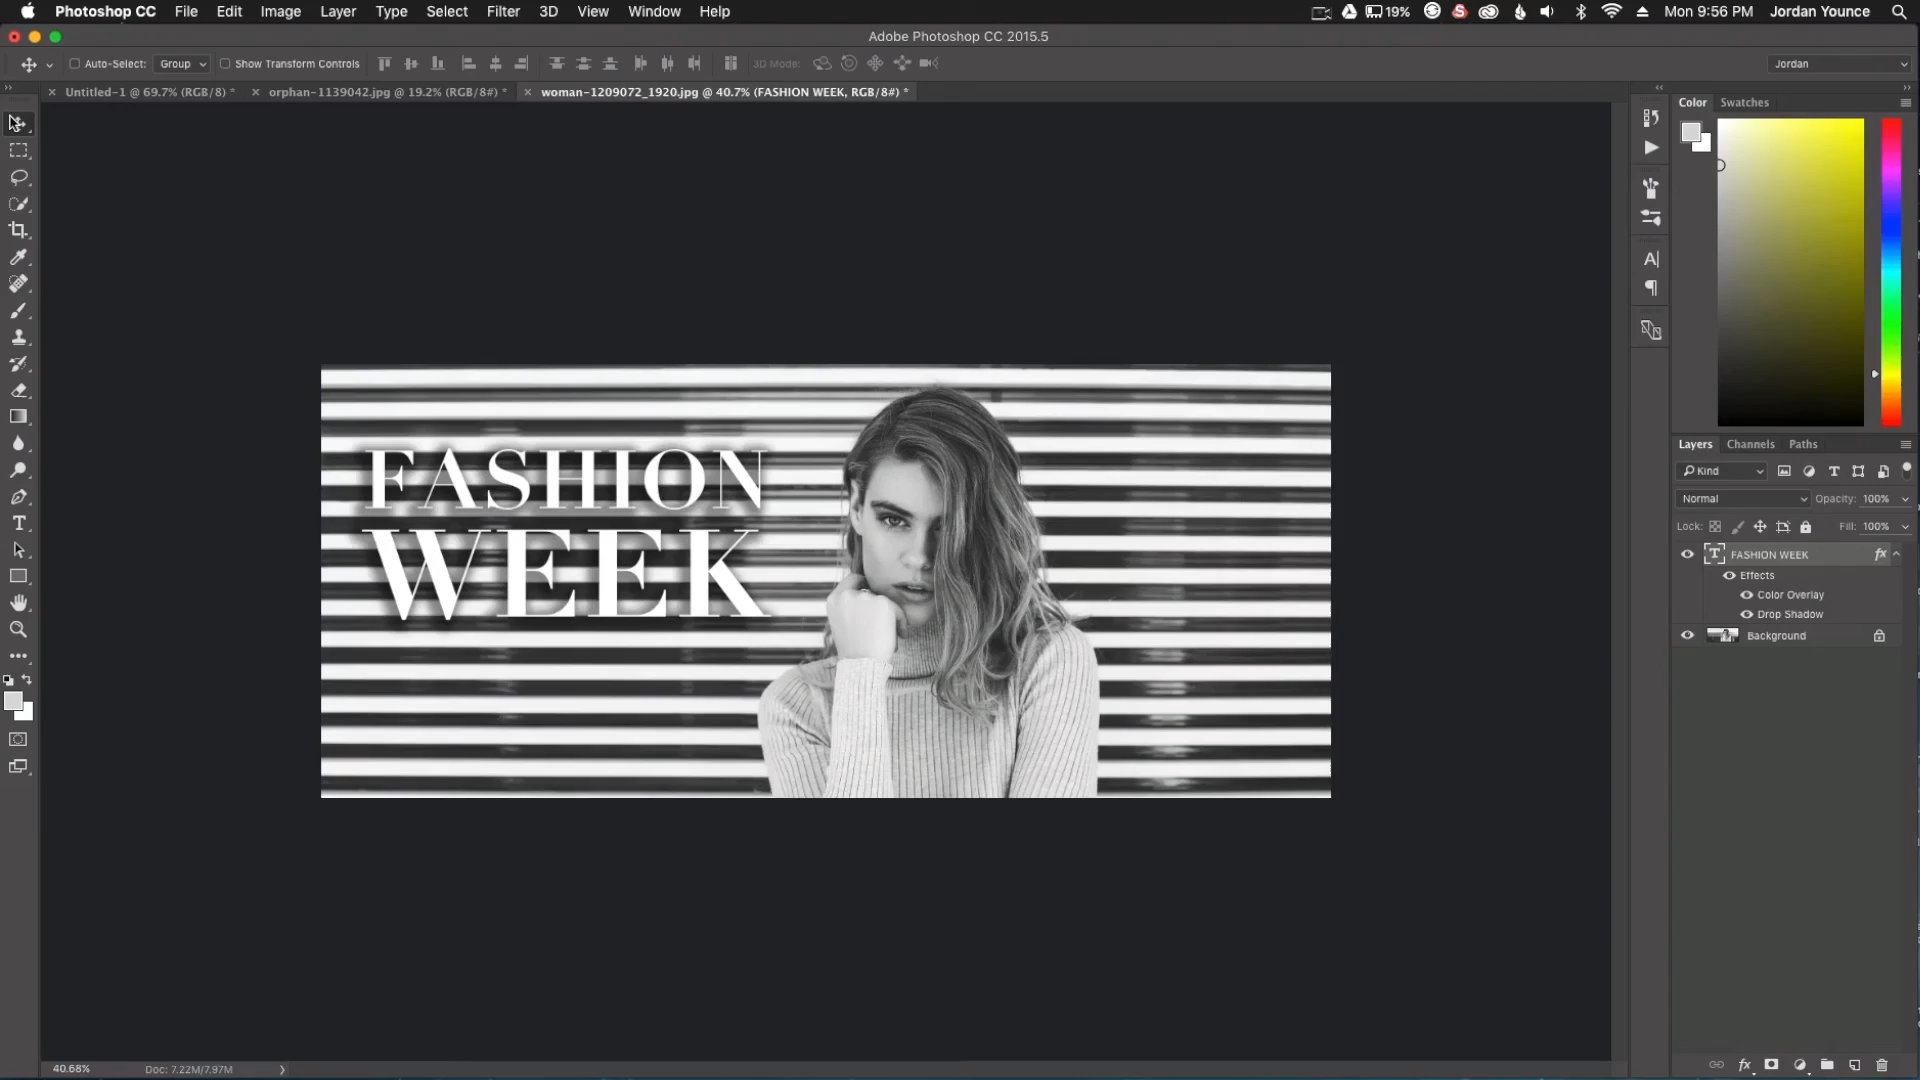 Photoshop CC File Edit Image Layer Type Select Filter 3D View Window Help 19% Mon 9:56 PM Jordan Younce
Adobe Photoshop CC 2015.5
Auto-Select: Group Show Transform Controls 3D Mode: Jordan
Untitled-1 @ 69.7% (RGB/8) * orphan-1139042.jpg @ 19.2% (RGB/8#) * woman-1209072_1920.jpg @ 40.7% (FASHION WEEK, RGB/8#) *
Color Swatches
FASHION
WEEK
Layers Channels Paths
Kind
Normal Opacity: 100%
Lock: Fill: 100%
T FASHION WEEK fx
Effects
Color Overlay
Drop Shadow
Background
40.68% Doc: 7.22M/7.97M